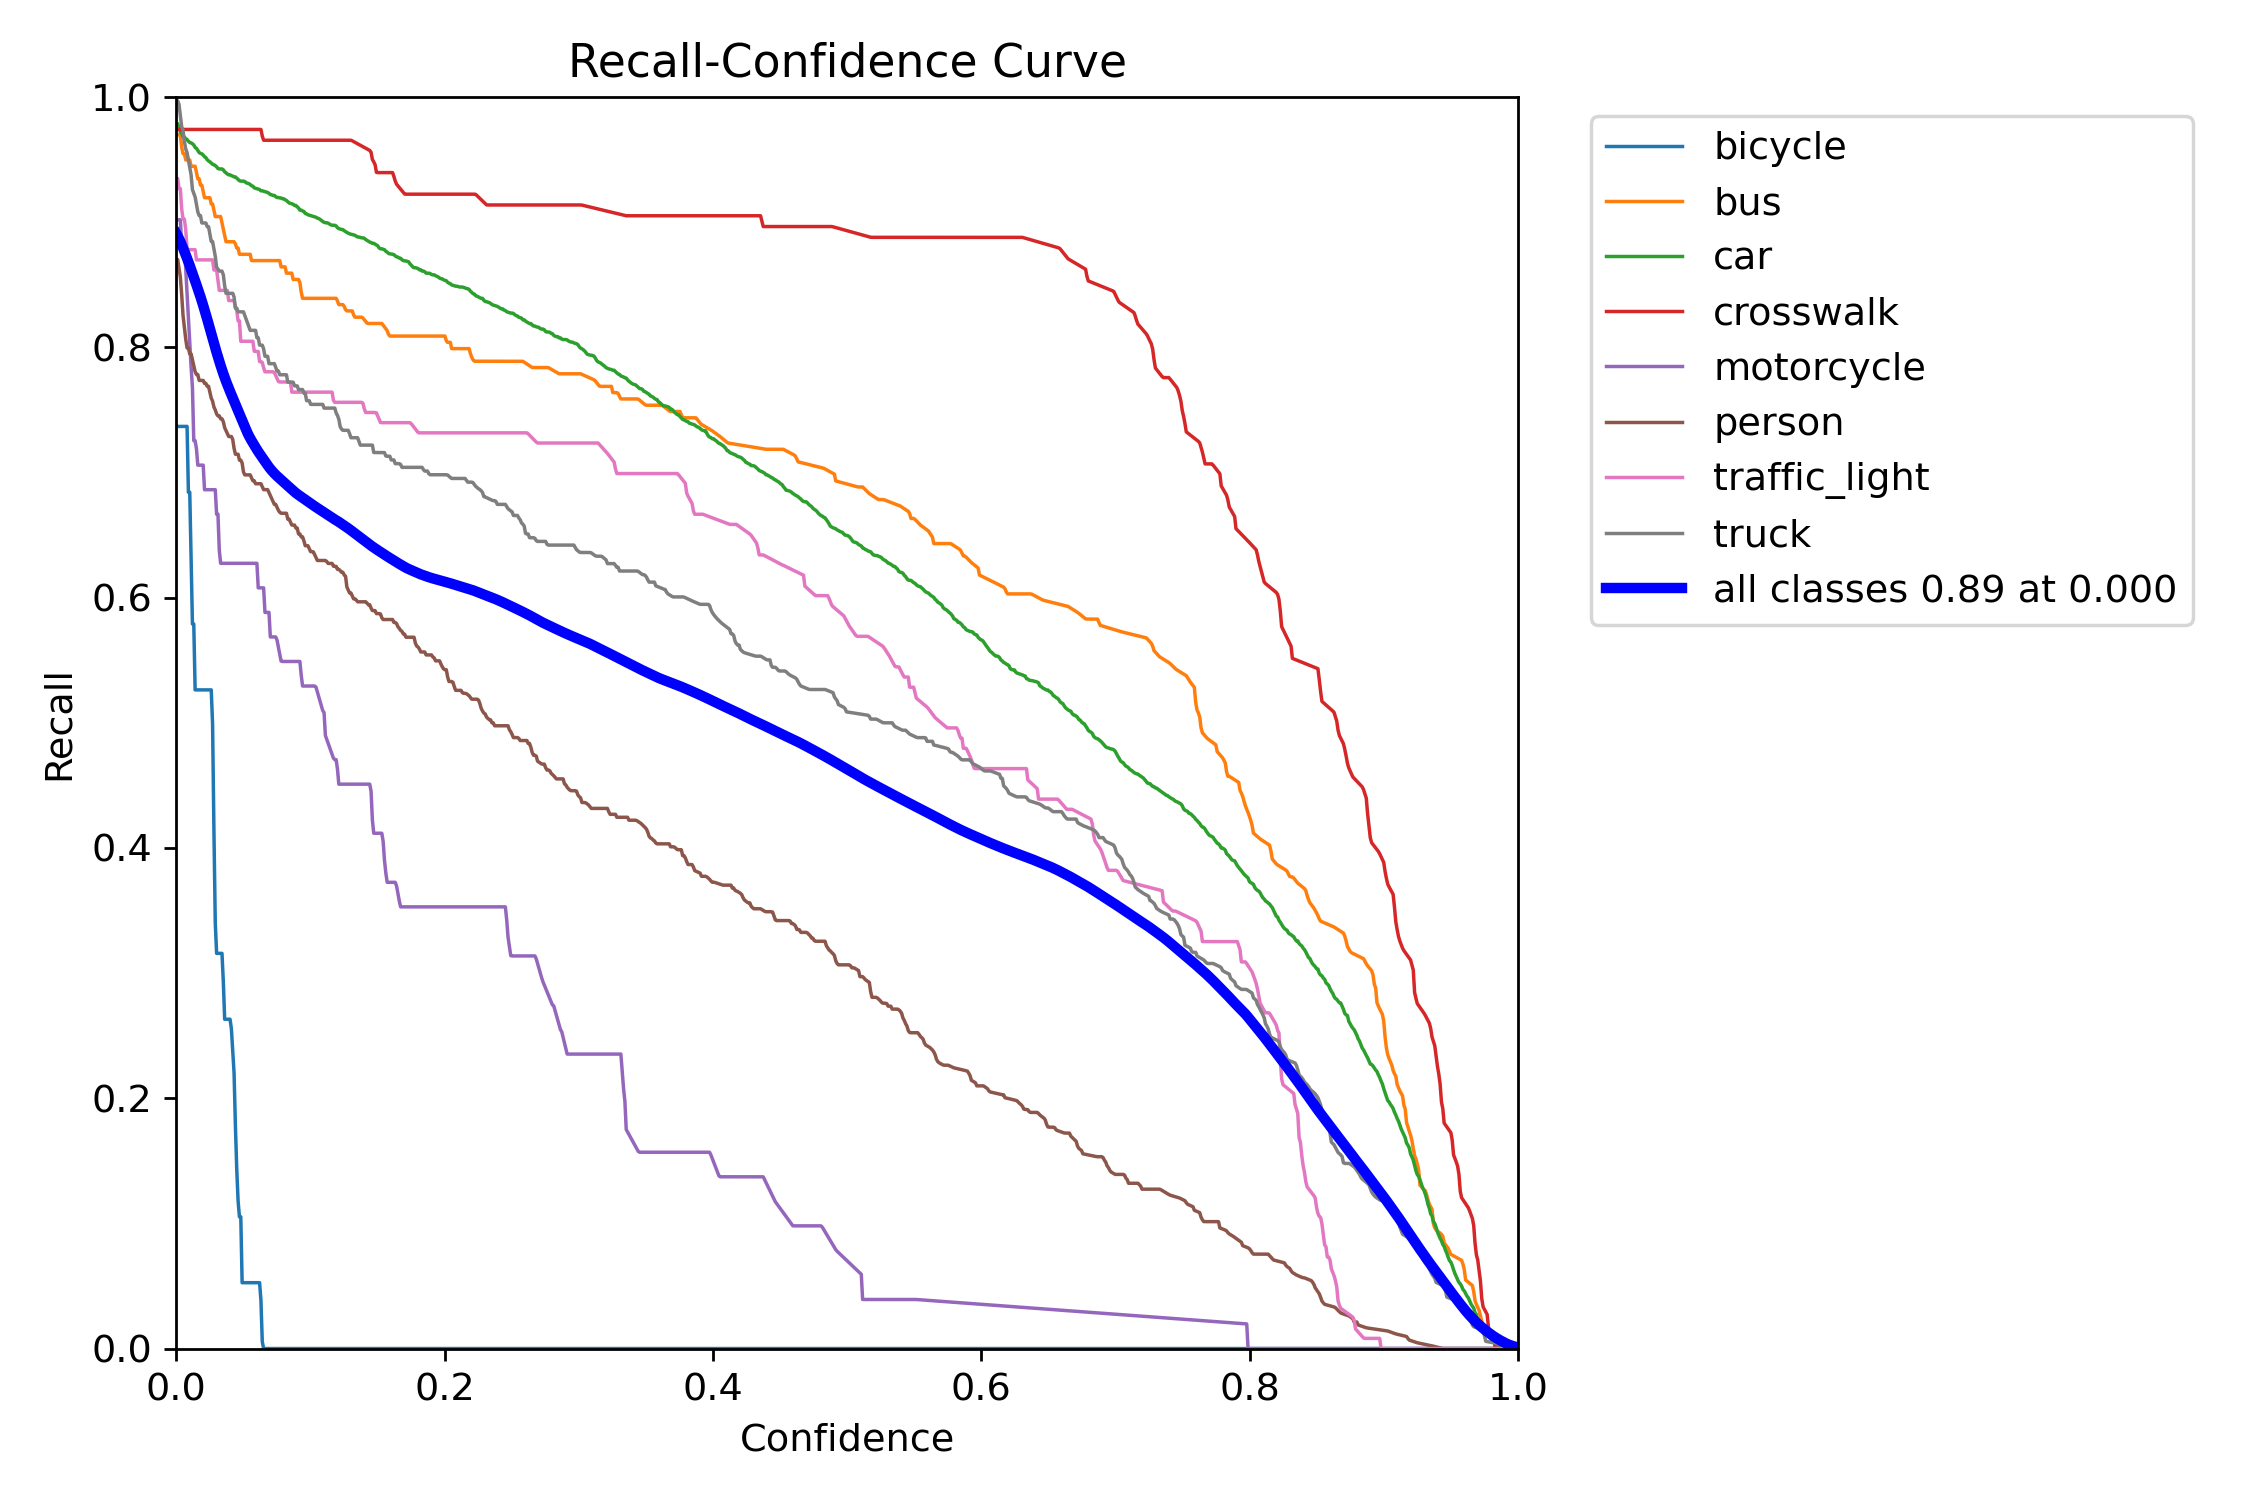 Recall-Confidence Curve
1.0
0.8
0.6
0.4
0.2
0.0
Recall
0.0 0.2 0.4 0.6 0.8 1.0
Confidence
bicycle
bus
car
crosswalk
motorcycle
person
traffic_light
truck
all classes 0.89 at 0.000